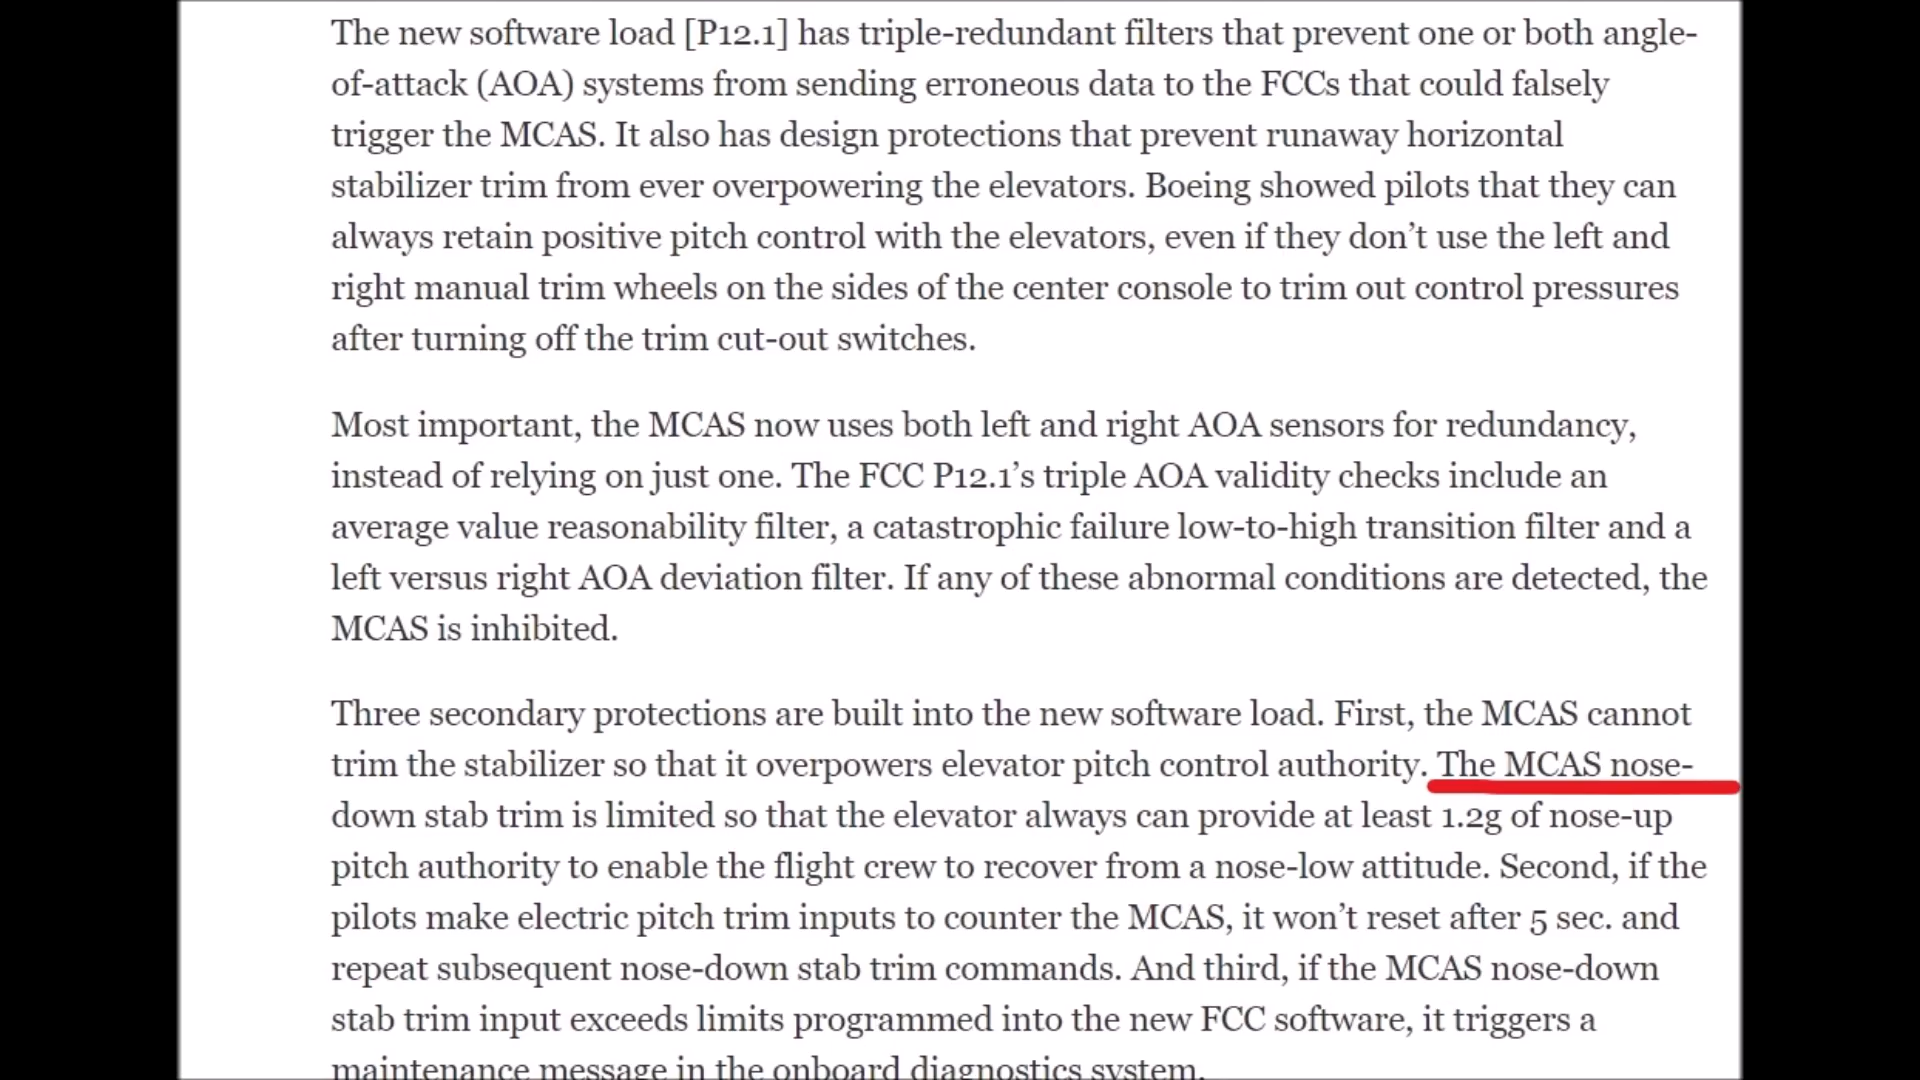 The new software load [P12.1] has triple-redundant filters that prevent one or both angle-
of-attack (AOA) systems from sending erroneous data to the FCCs that could falsely
trigger the MCAS. It also has design protections that prevent runaway horizontal
stabilizer trim from ever overpowering the elevators. Boeing showed pilots that they can
always retain positive pitch control with the elevators, even if they don’t use the left and
right manual trim wheels on the sides of the center console to trim out control pressures
after turning off the trim cut-out switches.
Most important, the MCAS now uses both left and right AOA sensors for redundancy,
instead of relying on just one. The FCC P12.1’s triple AOA validity checks include an
average value reasonability filter, a catastrophic failure low-to-high transition filter and a
left versus right AOA deviation filter. If any of these abnormal conditions are detected, the
MCAS is inhibited.
Three secondary protections are built into the new software load. First, the MCAS cannot
trim the stabilizer so that it overpowers elevator pitch control authority. The MCAS nose-
down stab trim is limited so that the elevator always can provide at least 1.2g of nose-up
pitch authority to enable the flight crew to recover from a nose-low attitude. Second, if the
pilots make electric pitch trim inputs to counter the MCAS, it won’t reset after 5 sec. and
repeat subsequent nose-down stab trim commands. And third, if the MCAS nose-down
stab trim input exceeds limits programmed into the new FCC software, it triggers a
maintenance message in the onboard diagnostics system.